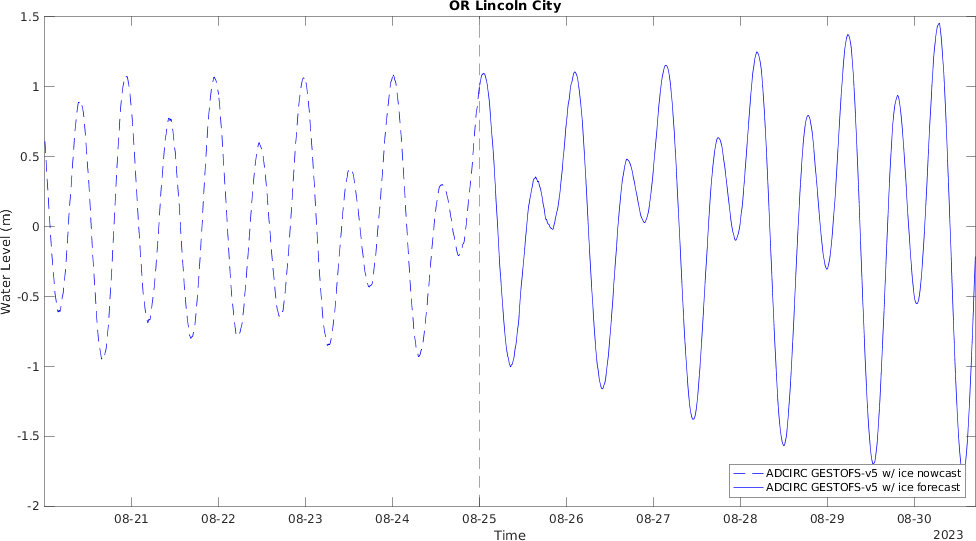 OR Lincoln City
Water Level (m)
1.5
1
0.5
0
-0.5
-1
-1.5
-2
ADCIRC GESTOFS-v5 w/ ice nowcast
ADCIRC GESTOFS-v5 w/ ice forecast
08-21 08-22 08-23 08-24 08-25 08-26 08-27 08-28 08-29 08-30
Time
2023